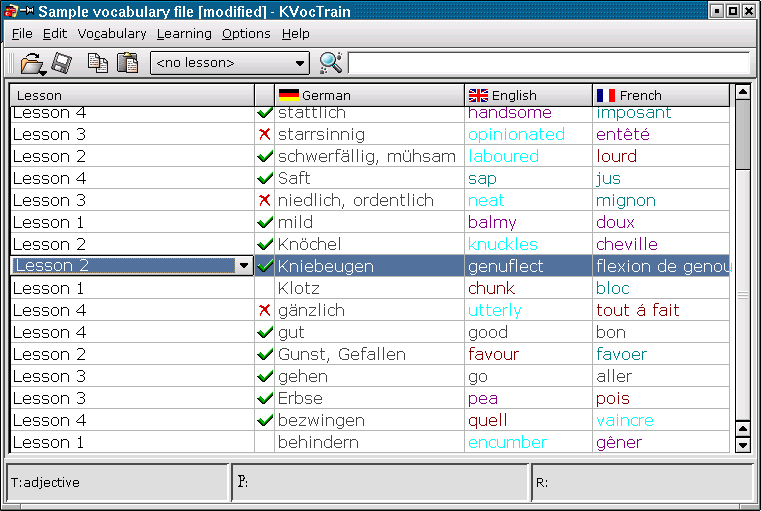 Sample vocabulary file [modified] - KVocTrain
File Edit Vocabulary Learning Options Help
<no lesson>
Lesson German English French
Lesson 4 stattlich handsome imposant
Lesson 3 starrsinnig opinionated entêté
Lesson 2 schwerfällig, mühsam laboured lourd
Lesson 4 Saft sap jus
Lesson 3 niedlich, ordentlich neat mignon
Lesson 1 mild balmy doux
Lesson 2 Knöchel knuckles cheville
Lesson 2 Kniebeugen genuflect flexion de genou
Lesson 1 Klotz chunk bloc
Lesson 4 gänzlich utterly tout á fait
Lesson 4 gut good bon
Lesson 2 Gunst, Gefallen favour favoer
Lesson 3 gehen go aller
Lesson 3 Erbse pea pois
Lesson 4 bezwingen quell vaincre
Lesson 1 behindern encumber gêner
T:adjective P: R: